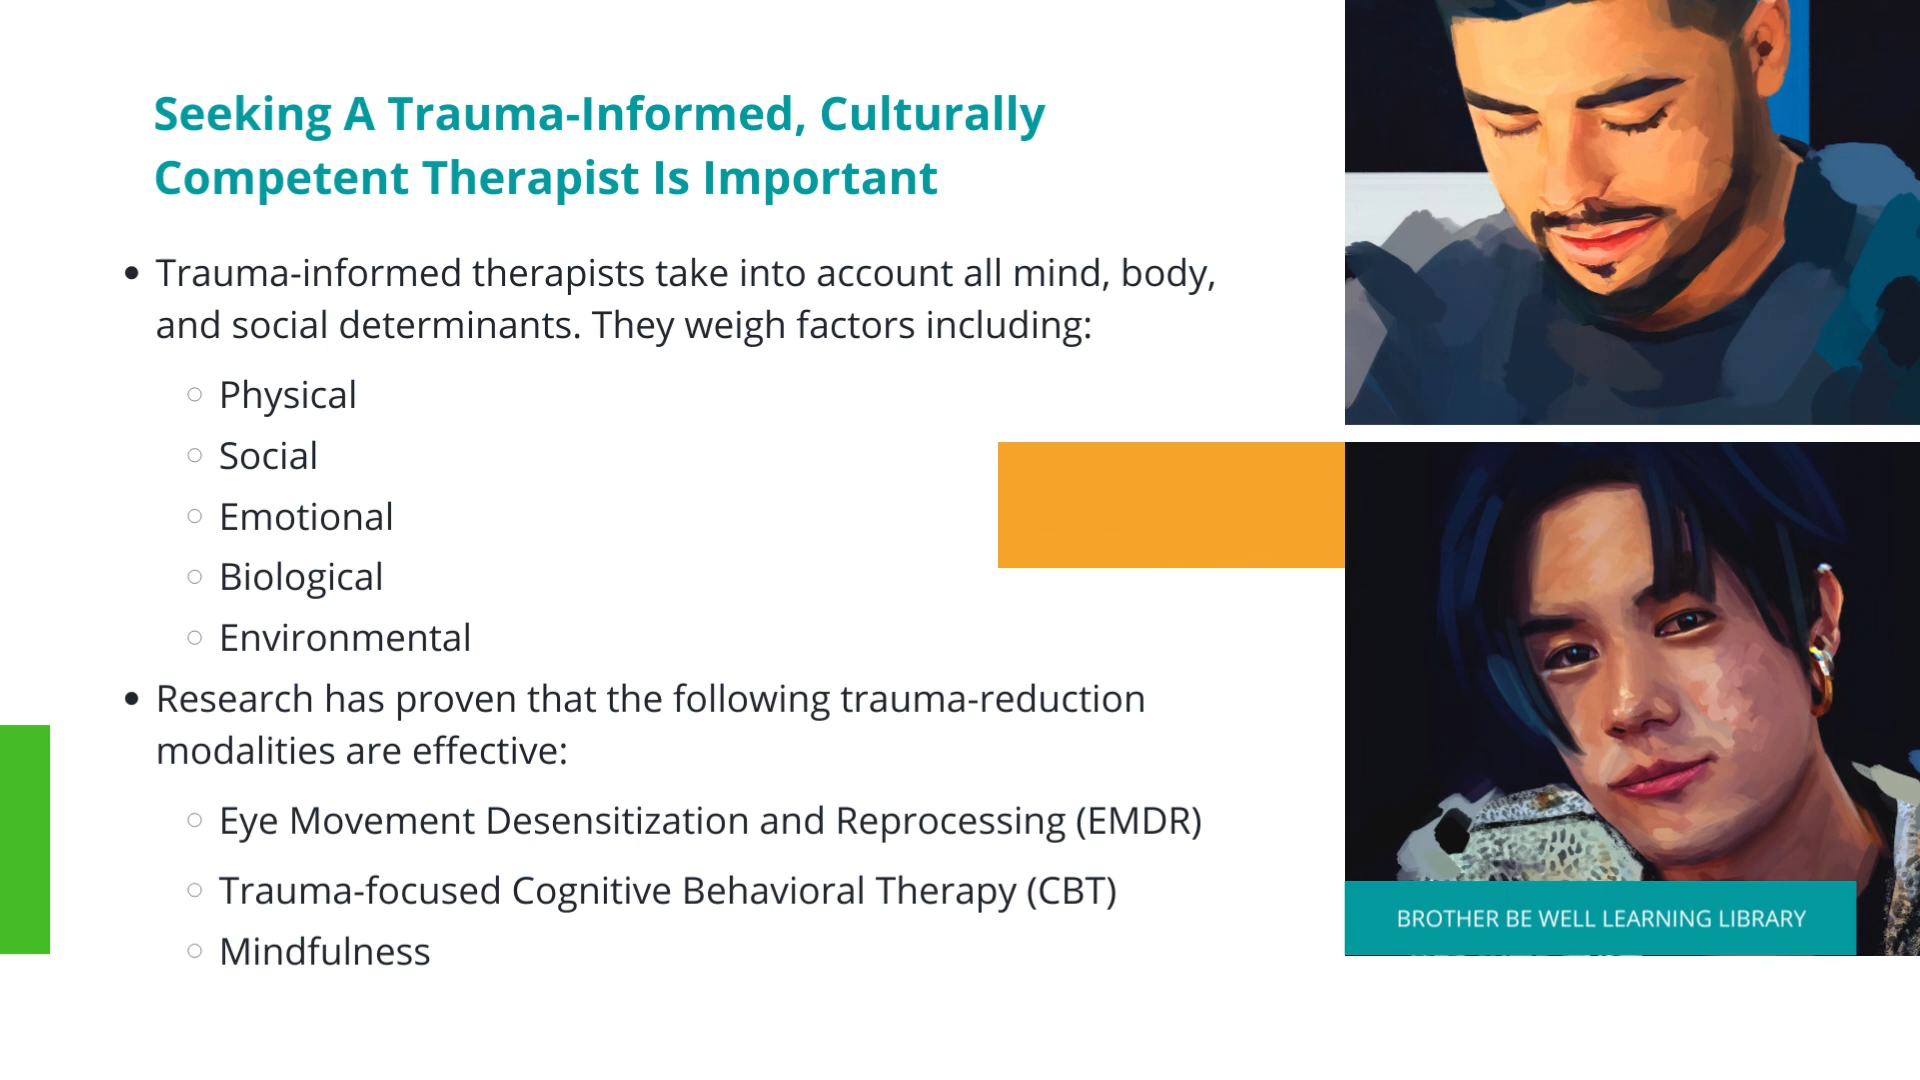 Seeking A Trauma-Informed, Culturally
Competent Therapist Is Important
• Trauma-informed therapists take into account all mind, body,
and social determinants. They weigh factors including:
○ Physical
○ Social
○ Emotional
○ Biological
○ Environmental
• Research has proven that the following trauma-reduction
modalities are effective:
○ Eye Movement Desensitization and Reprocessing (EMDR)
○ Trauma-focused Cognitive Behavioral Therapy (CBT)
○ Mindfulness
BROTHER BE WELL LEARNING LIBRARY